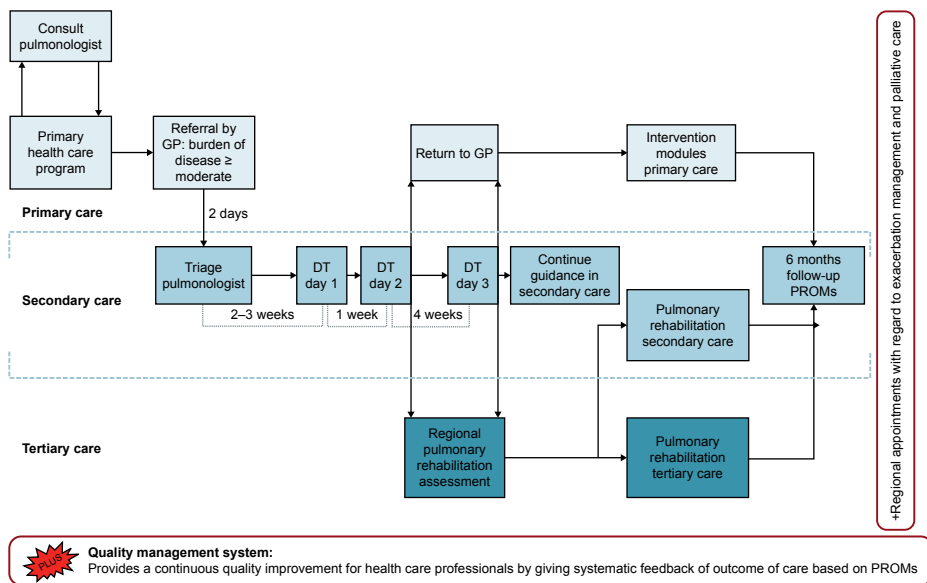 Consult
pulmonologist
Primary
health care
program
Referral by
GP: burden of
disease ≥
moderate
Return to GP
Intervention
modules
primary care
Primary care
2 days
Secondary care
Triage
pulmonologist
DT
day 1
DT
day 2
DT
day 3
Continue
guidance in
secondary care
6 months
follow-up
PROMs
2–3 weeks
1 week
4 weeks
Pulmonary
rehabilitation
secondary care
Tertiary care
Regional
pulmonary
rehabilitation
assessment
Pulmonary
rehabilitation
tertiary care
+Regional appointments with regard to exacerbation management and palliative care
PLUS
Quality management system:
Provides a continuous quality improvement for health care professionals by giving systematic feedback of outcome of care based on PROMs